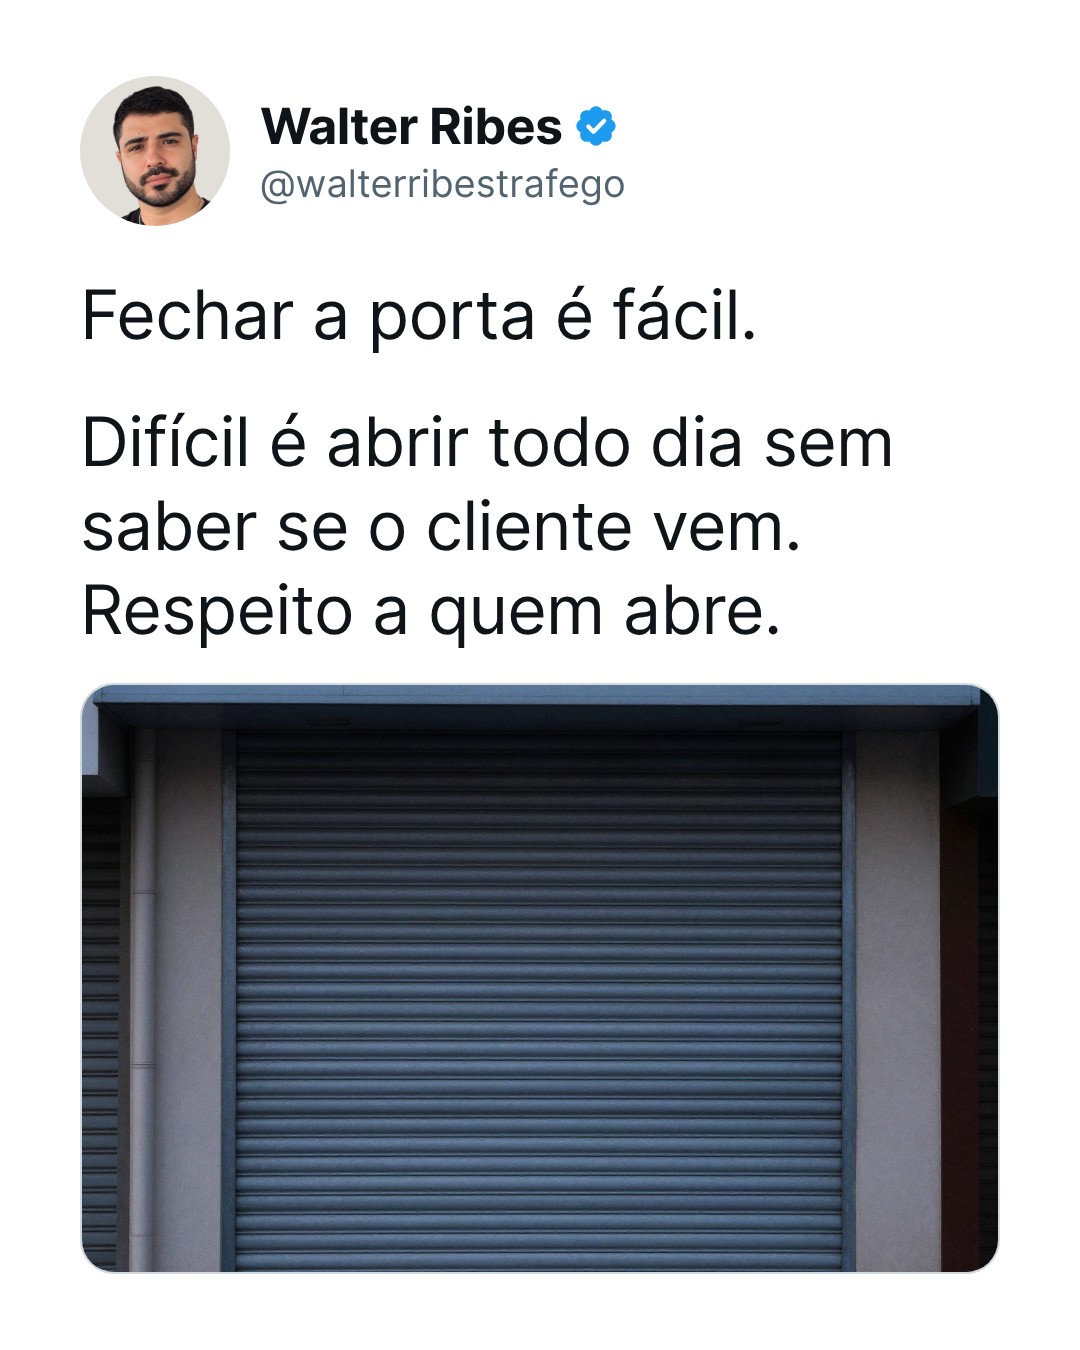 Walter Ribes
@walterribestrafego
Fechar a porta é fácil.
Difícil é abrir todo dia sem
saber se o cliente vem.
Respeito a quem abre.